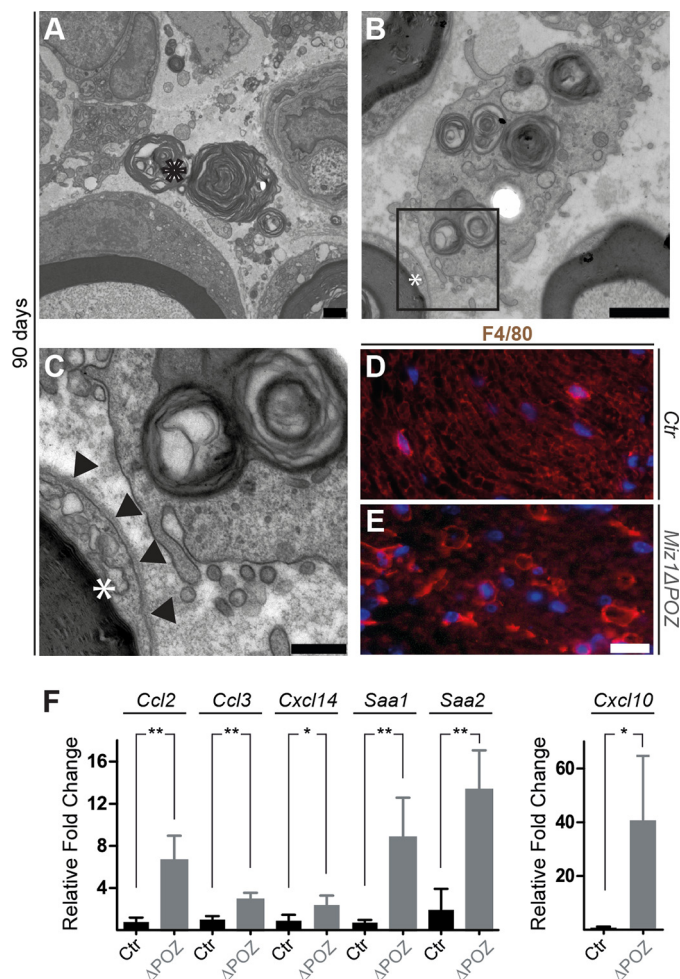 A
B
90 days
C
F4/80
D
Ctr
E
Miz1ΔPOZ
F
Ccl2 Ccl3 Cxcl14 Saa1 Saa2 Cxcl10
** ** * ** ** *
Relative Fold Change
16
12
8
4
Ctr ΔPOZ Ctr ΔPOZ Ctr ΔPOZ Ctr ΔPOZ Ctr ΔPOZ
Relative Fold Change
60
40
20
Ctr ΔPOZ